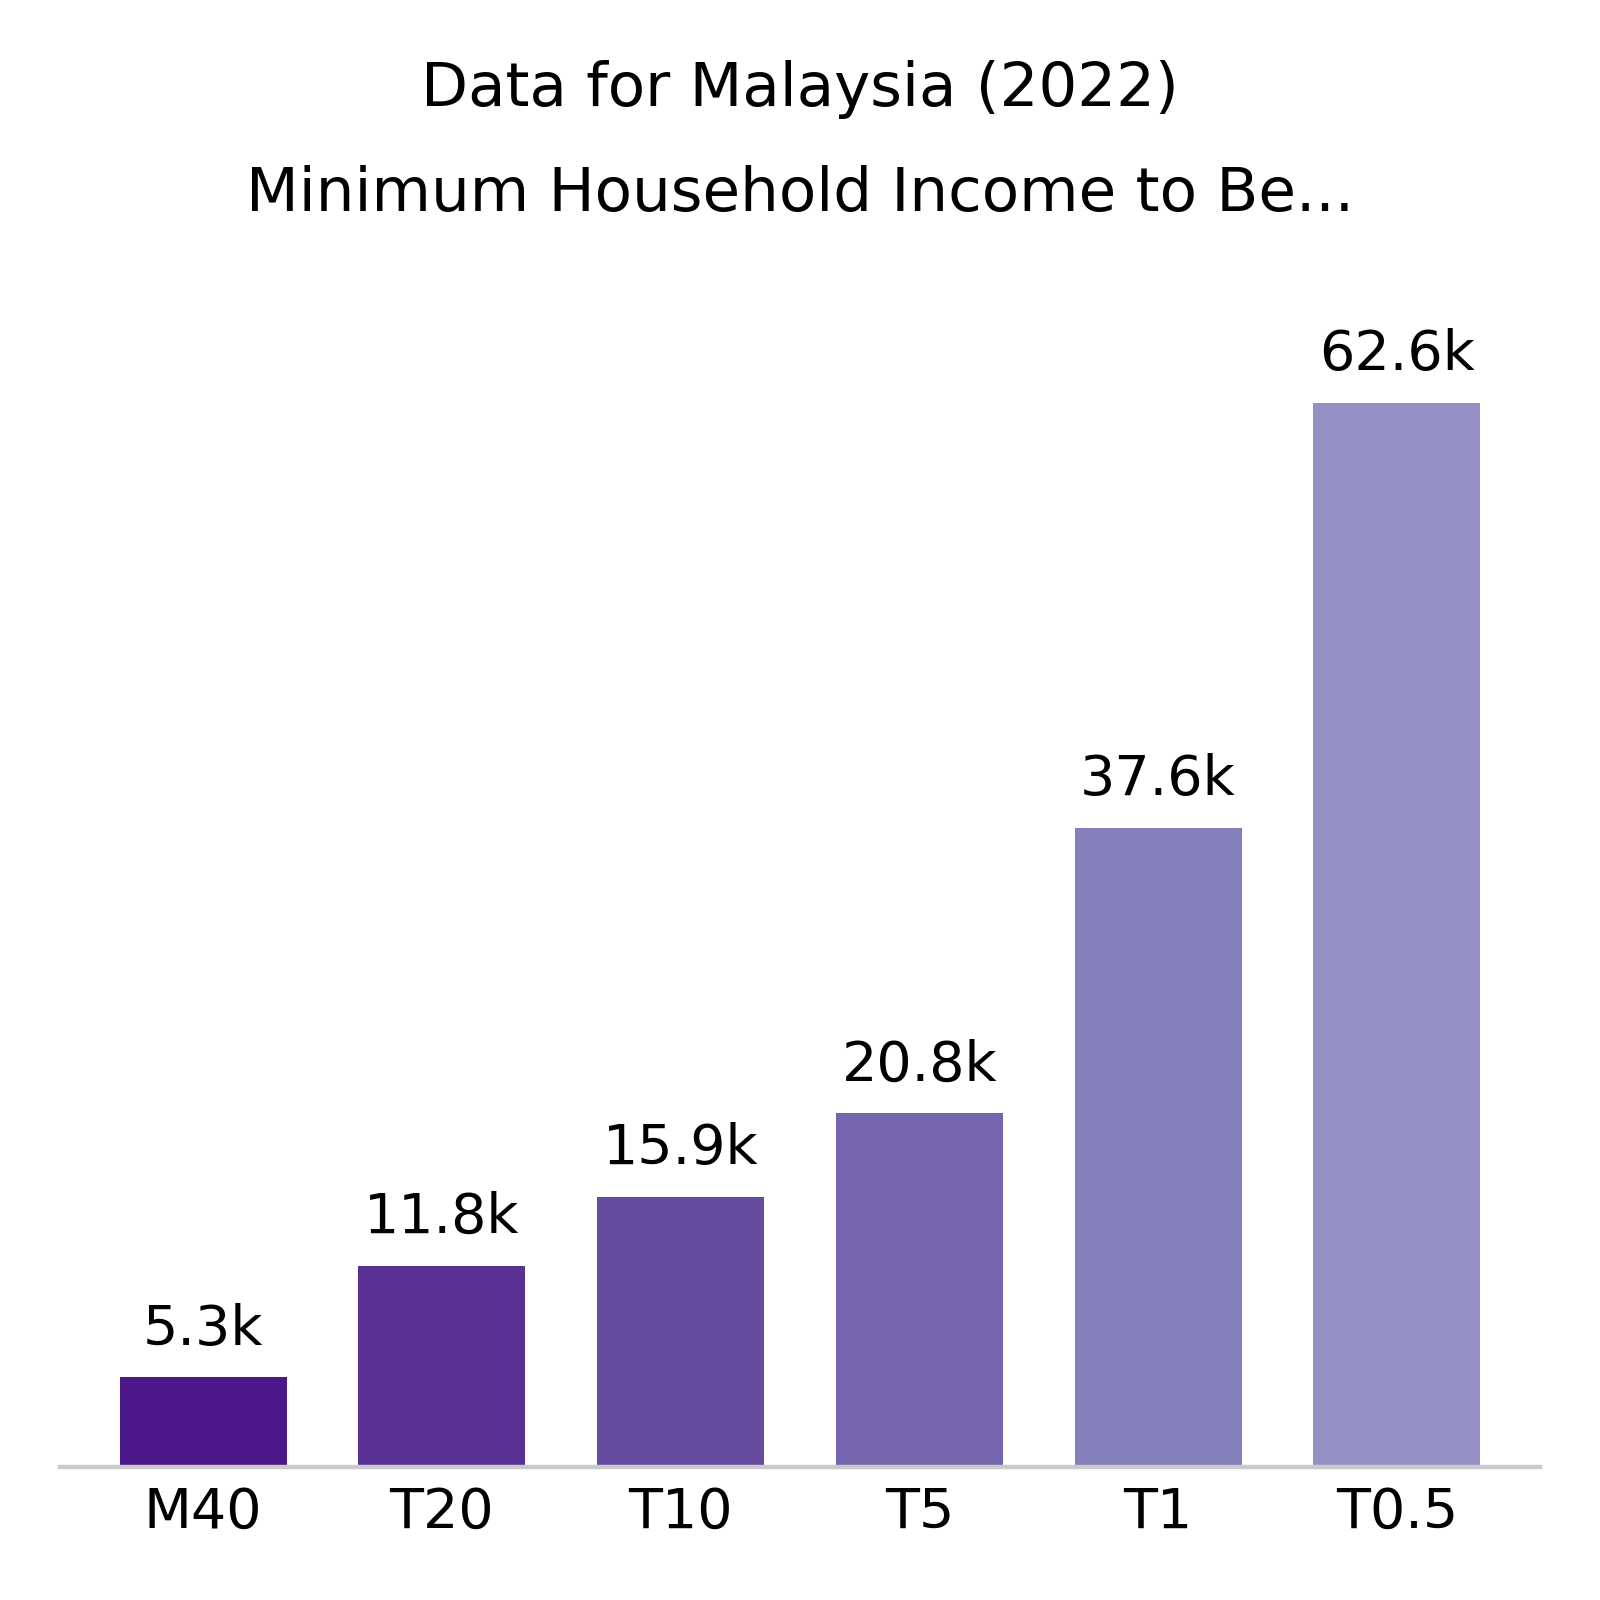 Data for Malaysia (2022)
Minimum Household Income to Be...
62.6k
37.6k
20.8k
15.9k
11.8k
5.3k
M40 T20 T10 T5 T1 T0.5